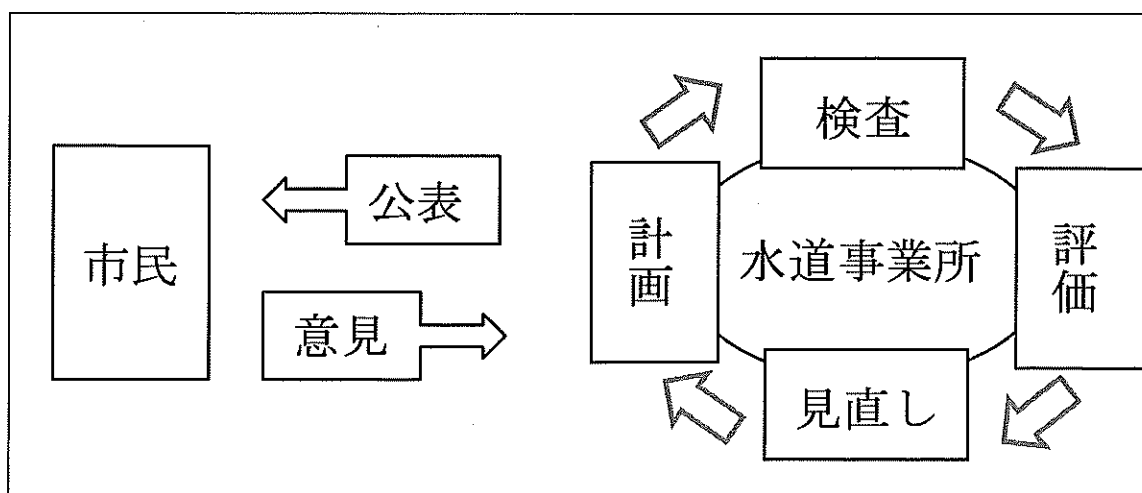 市民
公表
意見
検査
計画
水道事業所
評価
見直し